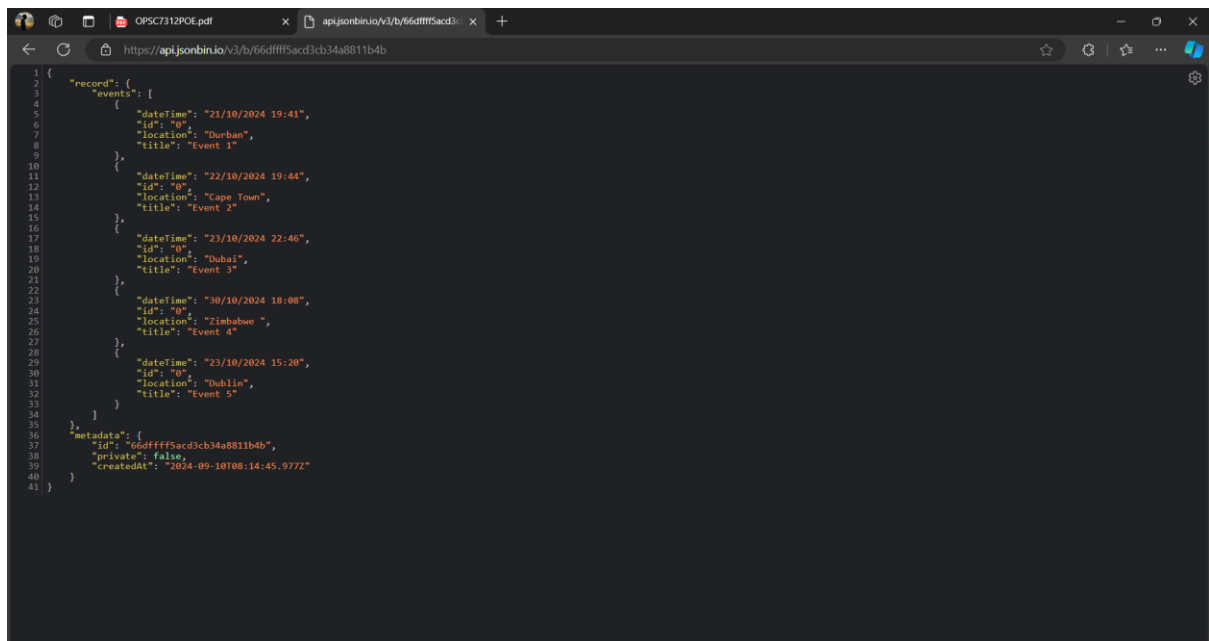 OPSC7312POE.pdf
api.jsonbin.io/v3/b/66dffff5acd3c
https://api.jsonbin.io/v3/b/66dffff5acd3cb34a8811b4b
1 {
2 "record": {
3 "events": [
4 {
5 "dateTime": "21/10/2024 19:41",
6 "id": "0",
7 "location": "Durban",
8 "title": "Event 1"
9 },
10 {
11 "dateTime": "22/10/2024 19:44",
12 "id": "0",
13 "location": "Cape Town",
14 "title": "Event 2"
15 },
16 {
17 "dateTime": "23/10/2024 22:46",
18 "id": "0",
19 "location": "Dubai",
20 "title": "Event 3"
21 },
22 {
23 "dateTime": "30/10/2024 18:08",
24 "id": "0",
25 "location": "Zimbabwe ",
26 "title": "Event 4"
27 },
28 {
29 "dateTime": "23/10/2024 15:20",
30 "id": "0",
31 "location": "Dublin",
32 "title": "Event 5"
33 }
34 ]
35 },
36 "metadata": {
37 "id": "66dffff5acd3cb34a8811b4b",
38 "private": false,
39 "createdAt": "2024-09-10T08:14:45.977Z"
40 }
41 }